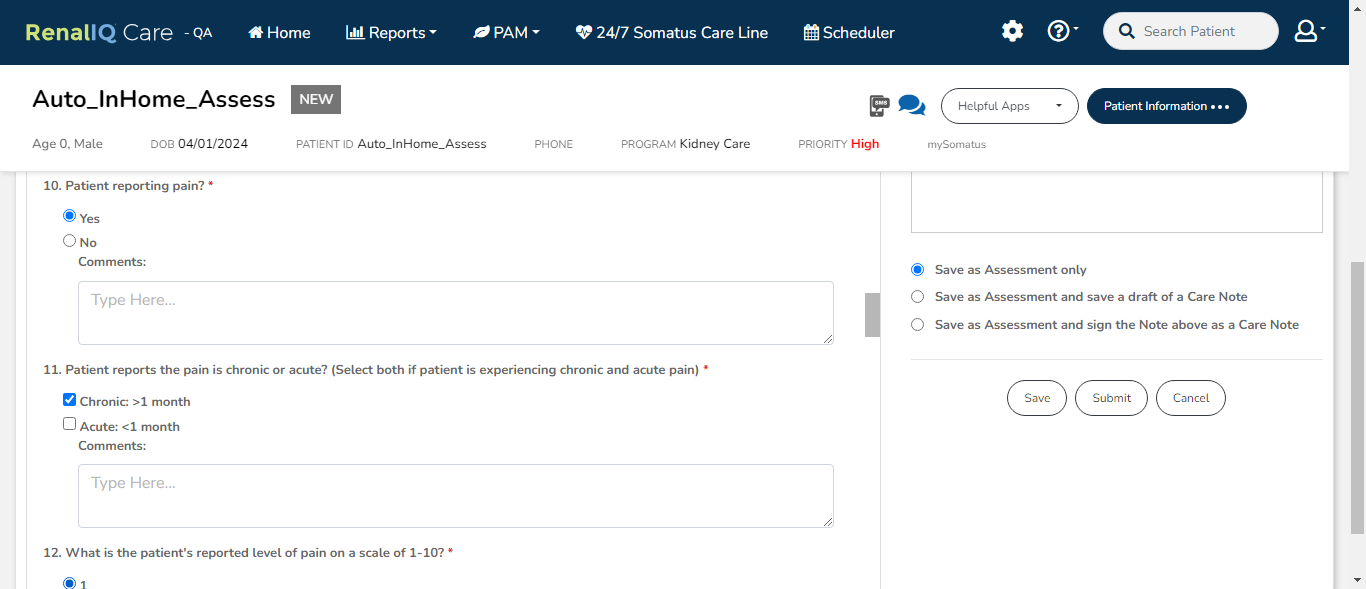 RenalIQ Care - QA
Home
Reports
PAM
24/7 Somatus Care Line
Scheduler
Search Patient
Auto_InHome_Assess NEW
SMS
Helpful Apps
Patient Information •••
Age 0, Male
DOB 04/01/2024
PATIENT ID Auto_InHome_Assess
PHONE
PROGRAM Kidney Care
PRIORITY High
mySomatus
10. Patient reporting pain? *
Yes
No
Comments:
Type Here...
11. Patient reports the pain is chronic or acute? (Select both if patient is experiencing chronic and acute pain) *
Chronic: >1 month
Acute: <1 month
Comments:
Type Here...
12. What is the patient's reported level of pain on a scale of 1-10? *
1
Save as Assessment only
Save as Assessment and save a draft of a Care Note
Save as Assessment and sign the Note above as a Care Note
Save
Submit
Cancel